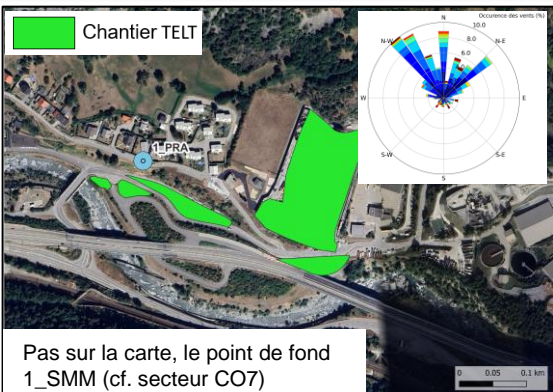 Chantier TELT
Occurence des vents (%)
N
10.0
8.0
6.0
N-W
N-E
W
E
S-W
S-E
S
1_PRA
Pas sur la carte, le point de fond
1_SMM (cf. secteur CO7)
0 0.05 0.1 km